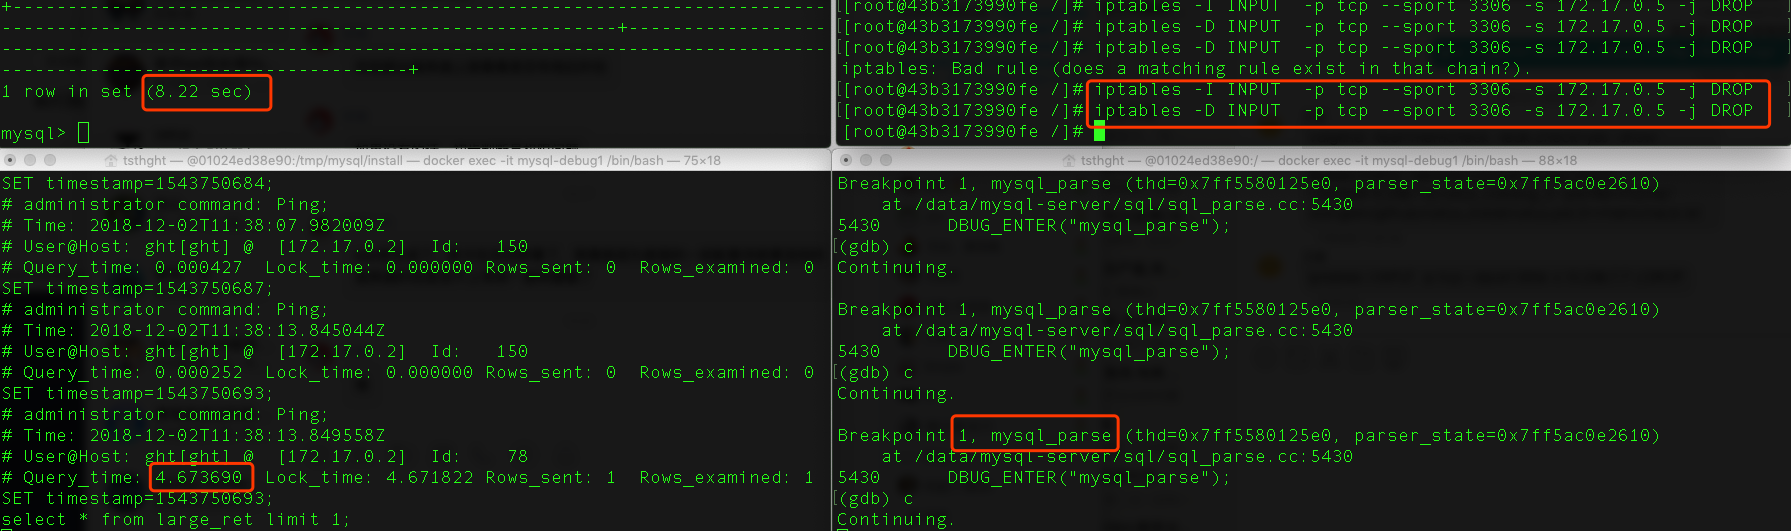 +--------------------------------------------------------------------------
--------------------------------------------------------+------------------
---------------------------------------------------------------------------
-------------------------------------+
1 row in set (8.22 sec)
mysql>
[[root@43b3173990fe /]# iptables -I INPUT  -p tcp --sport 3306 -s 172.17.0.5 -j DROP
[[root@43b3173990fe /]# iptables -D INPUT  -p tcp --sport 3306 -s 172.17.0.5 -j DROP
[[root@43b3173990fe /]# iptables -D INPUT  -p tcp --sport 3306 -s 172.17.0.5 -j DROP
iptables: Bad rule (does a matching rule exist in that chain?).
[[root@43b3173990fe /]# iptables -I INPUT  -p tcp --sport 3306 -s 172.17.0.5 -j DROP
[[root@43b3173990fe /]# iptables -D INPUT  -p tcp --sport 3306 -s 172.17.0.5 -j DROP
[root@43b3173990fe /]#
tsthght — @01024ed38e90:/tmp/mysql/install — docker exec -it mysql-debug1 /bin/bash — 75×18
SET timestamp=1543750684;
# administrator command: Ping;
# Time: 2018-12-02T11:38:07.982009Z
# User@Host: ght[ght] @  [172.17.0.2]  Id:   150
# Query_time: 0.000427  Lock_time: 0.000000 Rows_sent: 0  Rows_examined: 0
SET timestamp=1543750687;
# administrator command: Ping;
# Time: 2018-12-02T11:38:13.845044Z
# User@Host: ght[ght] @  [172.17.0.2]  Id:   150
# Query_time: 0.000252  Lock_time: 0.000000 Rows_sent: 0  Rows_examined: 0
SET timestamp=1543750693;
# administrator command: Ping;
# Time: 2018-12-02T11:38:13.849558Z
# User@Host: ght[ght] @  [172.17.0.2]  Id:    78
# Query_time: 4.673690  Lock_time: 4.671822 Rows_sent: 1  Rows_examined: 1
SET timestamp=1543750693;
select * from large_ret limit 1;
tsthght — @01024ed38e90:/ — docker exec -it mysql-debug1 /bin/bash — 88×18
Breakpoint 1, mysql_parse (thd=0x7ff5580125e0, parser_state=0x7ff5ac0e2610)
    at /data/mysql-server/sql/sql_parse.cc:5430
5430      DBUG_ENTER("mysql_parse");
[(gdb) c
Continuing.
Breakpoint 1, mysql_parse (thd=0x7ff5580125e0, parser_state=0x7ff5ac0e2610)
    at /data/mysql-server/sql/sql_parse.cc:5430
5430      DBUG_ENTER("mysql_parse");
[(gdb) c
Continuing.
Breakpoint 1, mysql_parse (thd=0x7ff5580125e0, parser_state=0x7ff5ac0e2610)
    at /data/mysql-server/sql/sql_parse.cc:5430
5430      DBUG_ENTER("mysql_parse");
[(gdb) c
Continuing.